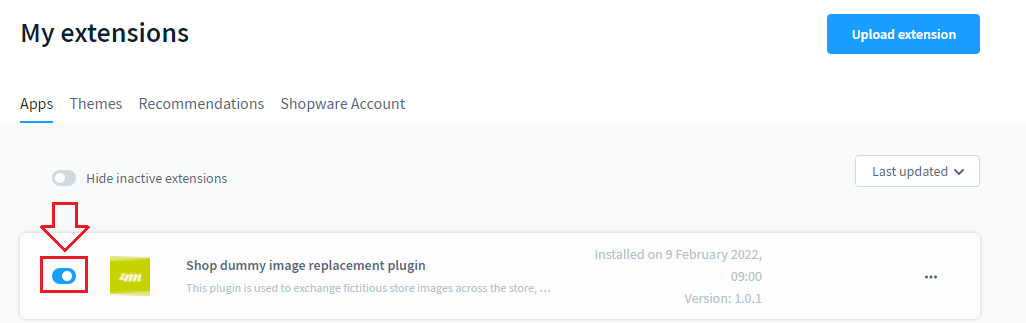 My extensions
Upload extension
Apps Themes Recommendations Shopware Account
Hide inactive extensions
Last updated
4m
Shop dummy image replacement plugin
This plugin is used to exchange fictitious store images across the store, ...
Installed on 9 February 2022,
09:00
Version: 1.0.1